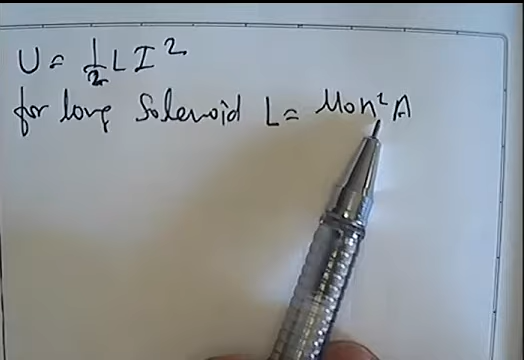 U = 1/2 L I²
for long Solenoid L = μ₀n²A